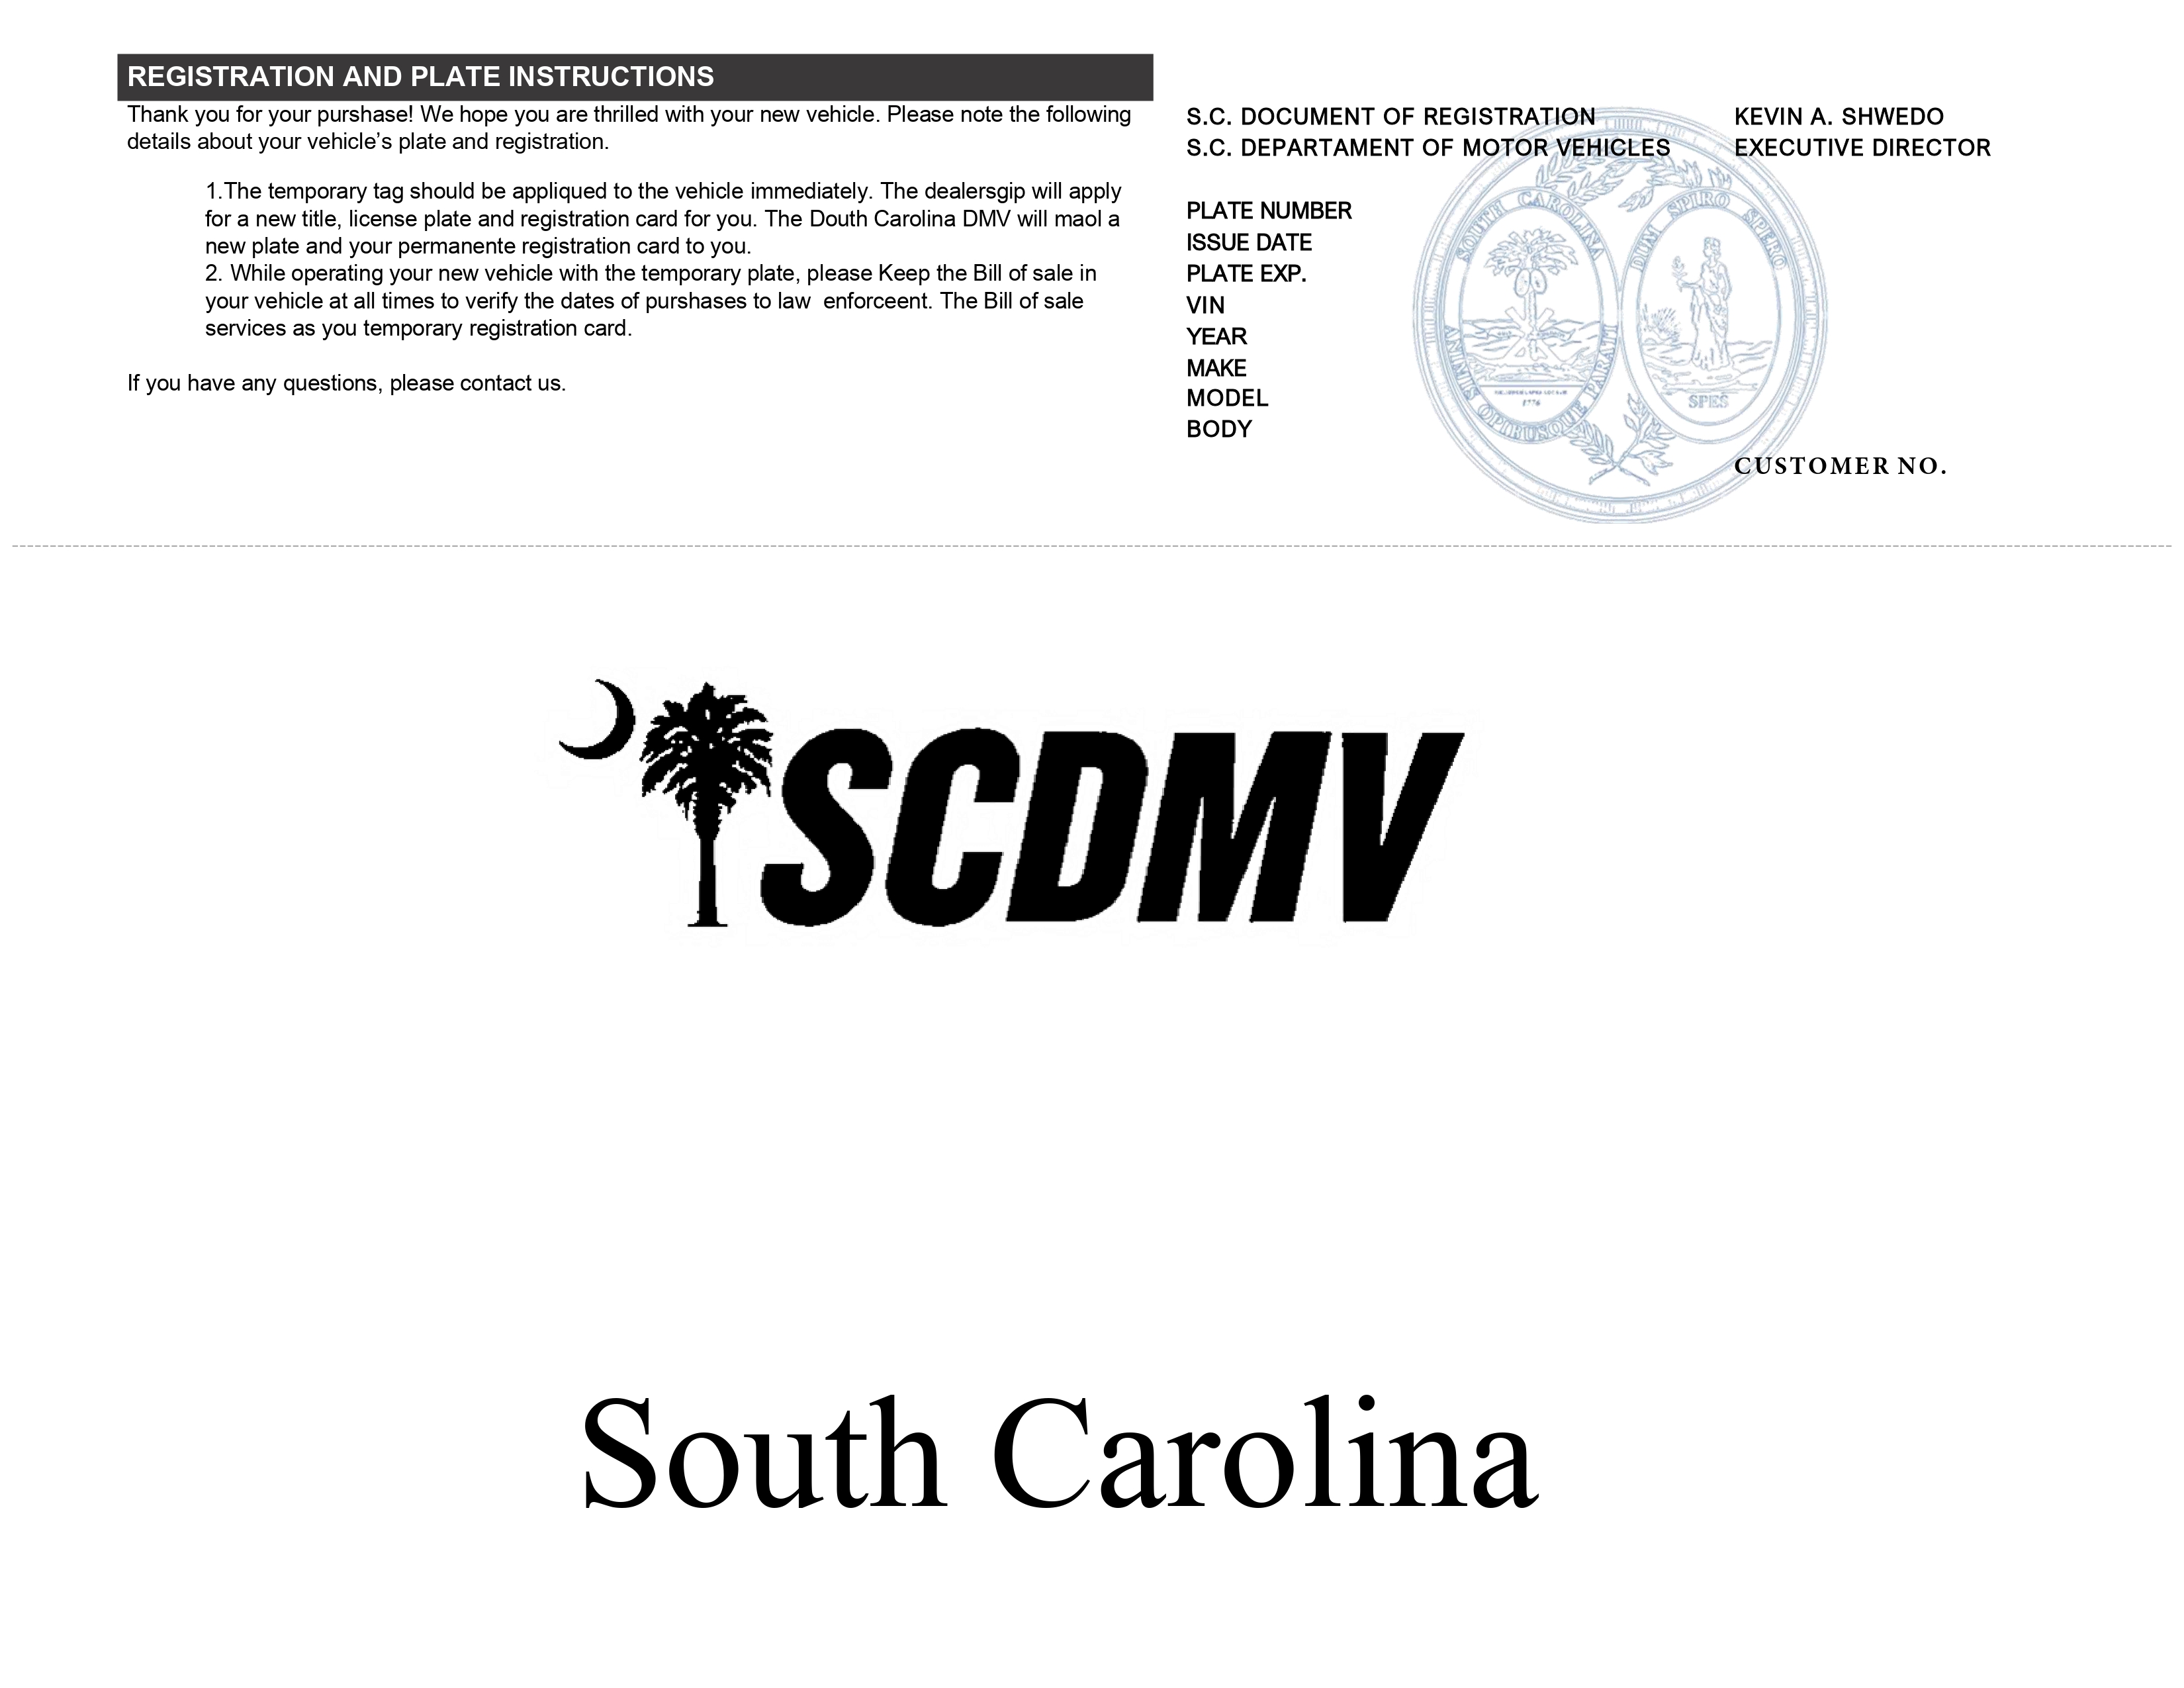 REGISTRATION AND PLATE INSTRUCTIONS
Thank you for your purshase! We hope you are thrilled with your new vehicle. Please note the following
details about your vehicle’s plate and registration.
1.The temporary tag should be appliqued to the vehicle immediately. The dealersgip will apply
for a new title, license plate and registration card for you. The Douth Carolina DMV will maol a
new plate and your permanente registration card to you.
2. While operating your new vehicle with the temporary plate, please Keep the Bill of sale in
your vehicle at all times to verify the dates of purshases to law  enforceent. The Bill of sale
services as you temporary registration card.
If you have any questions, please contact us.
S.C. DOCUMENT OF REGISTRATION
S.C. DEPARTAMENT OF MOTOR VEHICLES
KEVIN A. SHWEDO
EXECUTIVE DIRECTOR
PLATE NUMBER
ISSUE DATE
PLATE EXP.
VIN
YEAR
MAKE
MODEL
BODY
SOUTH CAROLINA
ANIMIS OPIBUSQUE PARATI
1776
DUM SPIRO SPERO
SPES
CUSTOMER NO.
SCDMV
South Carolina